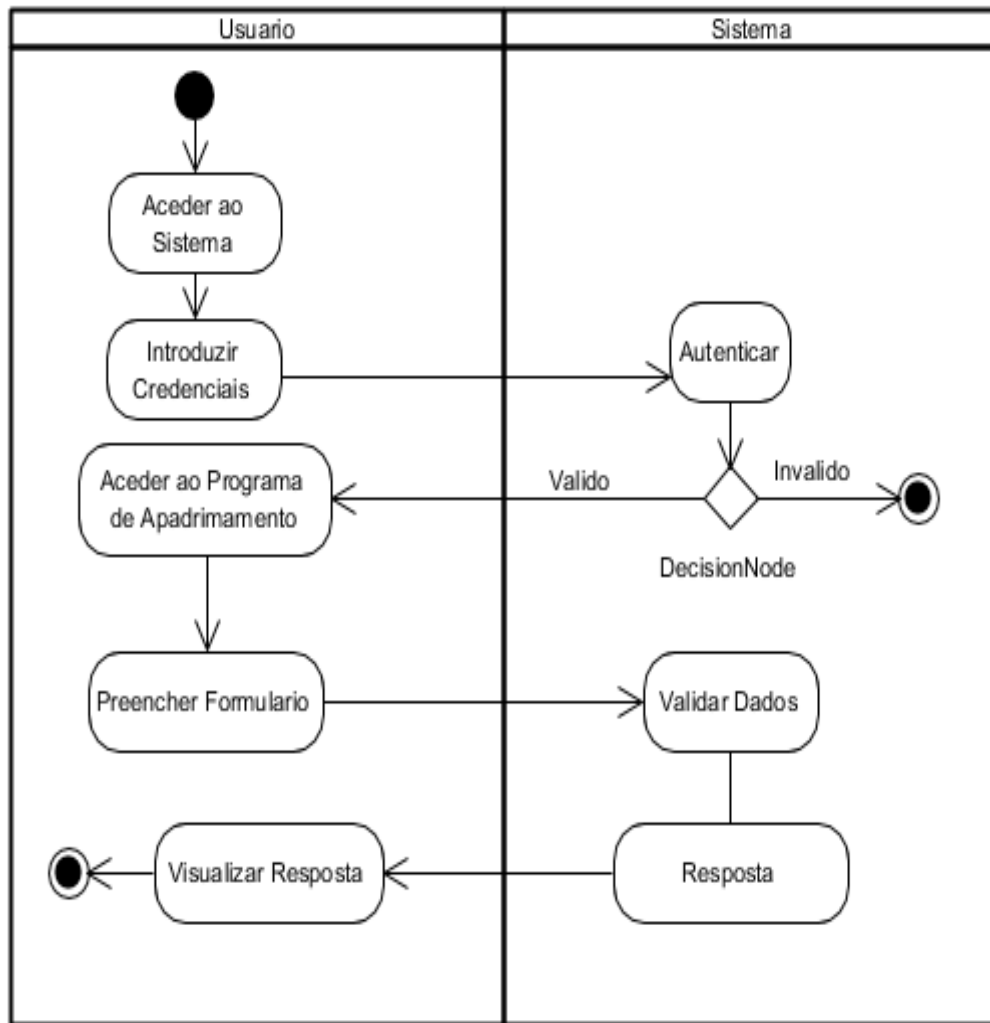 Usuario
Sistema
Aceder ao
Sistema
Introduzir
Credenciais
Autenticar
Aceder ao Programa
de Apadrimamento
Valido
Invalido
DecisionNode
Preencher Formulario
Validar Dados
Visualizar Resposta
Resposta